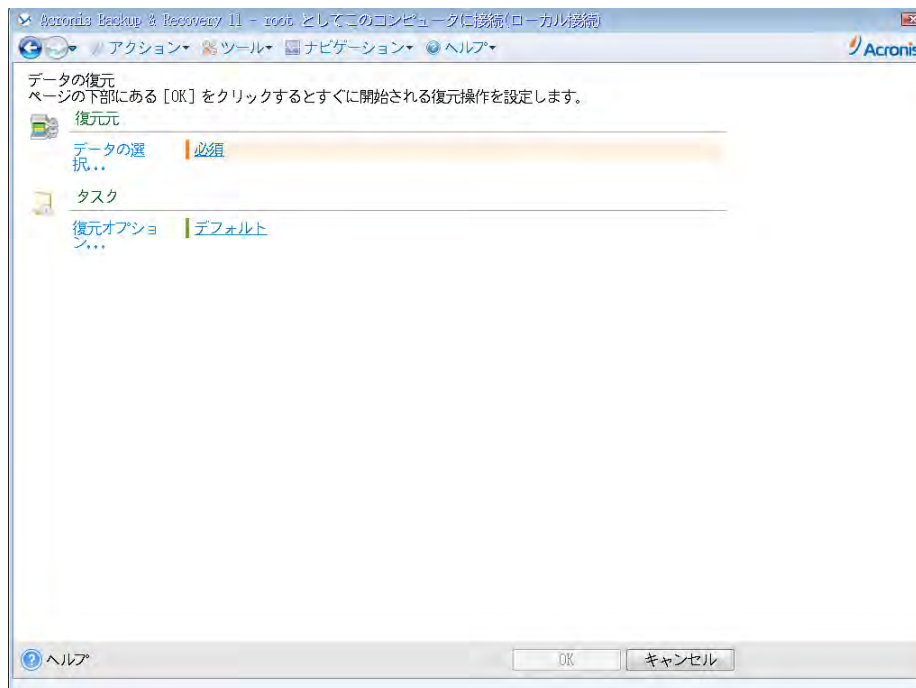 Acronis Backup & Recovery 11 - root としてこのコンピュータに接続(ローカル接続)
アクション ツール ナビゲーション ヘルプ
Acronis
データの復元
ページの下部にある [OK] をクリックするとすぐに開始される復元操作を設定します。
復元元
データの選択...
必須
タスク
復元オプション...
デフォルト
ヘルプ
OK
キャンセル